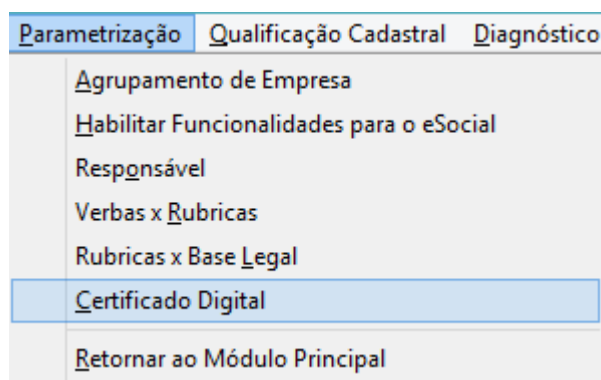 Parametrização Qualificação Cadastral Diagnóstico
Agrupamento de Empresa
Habilitar Funcionalidades para o eSocial
Responsável
Verbas x Rubricas
Rubricas x Base Legal
Certificado Digital
Retornar ao Módulo Principal